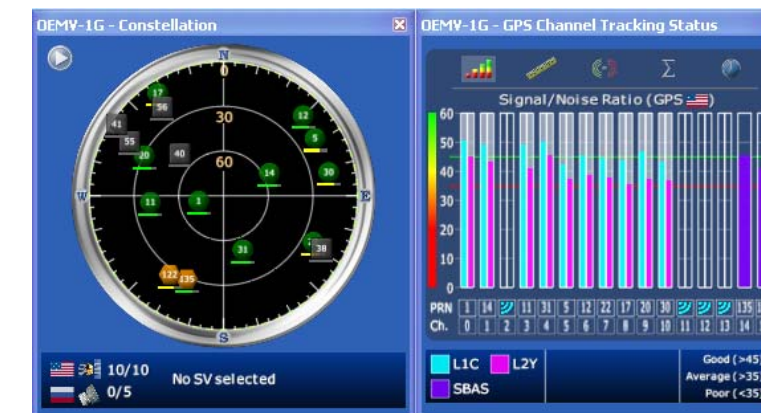 OEMV-1G - Constellation
N
0
17
56
12
41
30
5
55
20
40
60
14
30
W
11
1
E
31
38
122
135
S
10/10
0/5
No SV selected
OEMV-1G - GPS Channel Tracking Status
Σ
Signal/Noise Ratio (GPS)
60
50
40
30
20
10
0
PRN 1 14 11 31 5 12 22 17 20 30 135
Ch. 0 1 2 3 4 5 6 7 8 9 10 11 12 13 14
L1C L2Y
SBAS
Good (>45)
Average (>35)
Poor (<35)